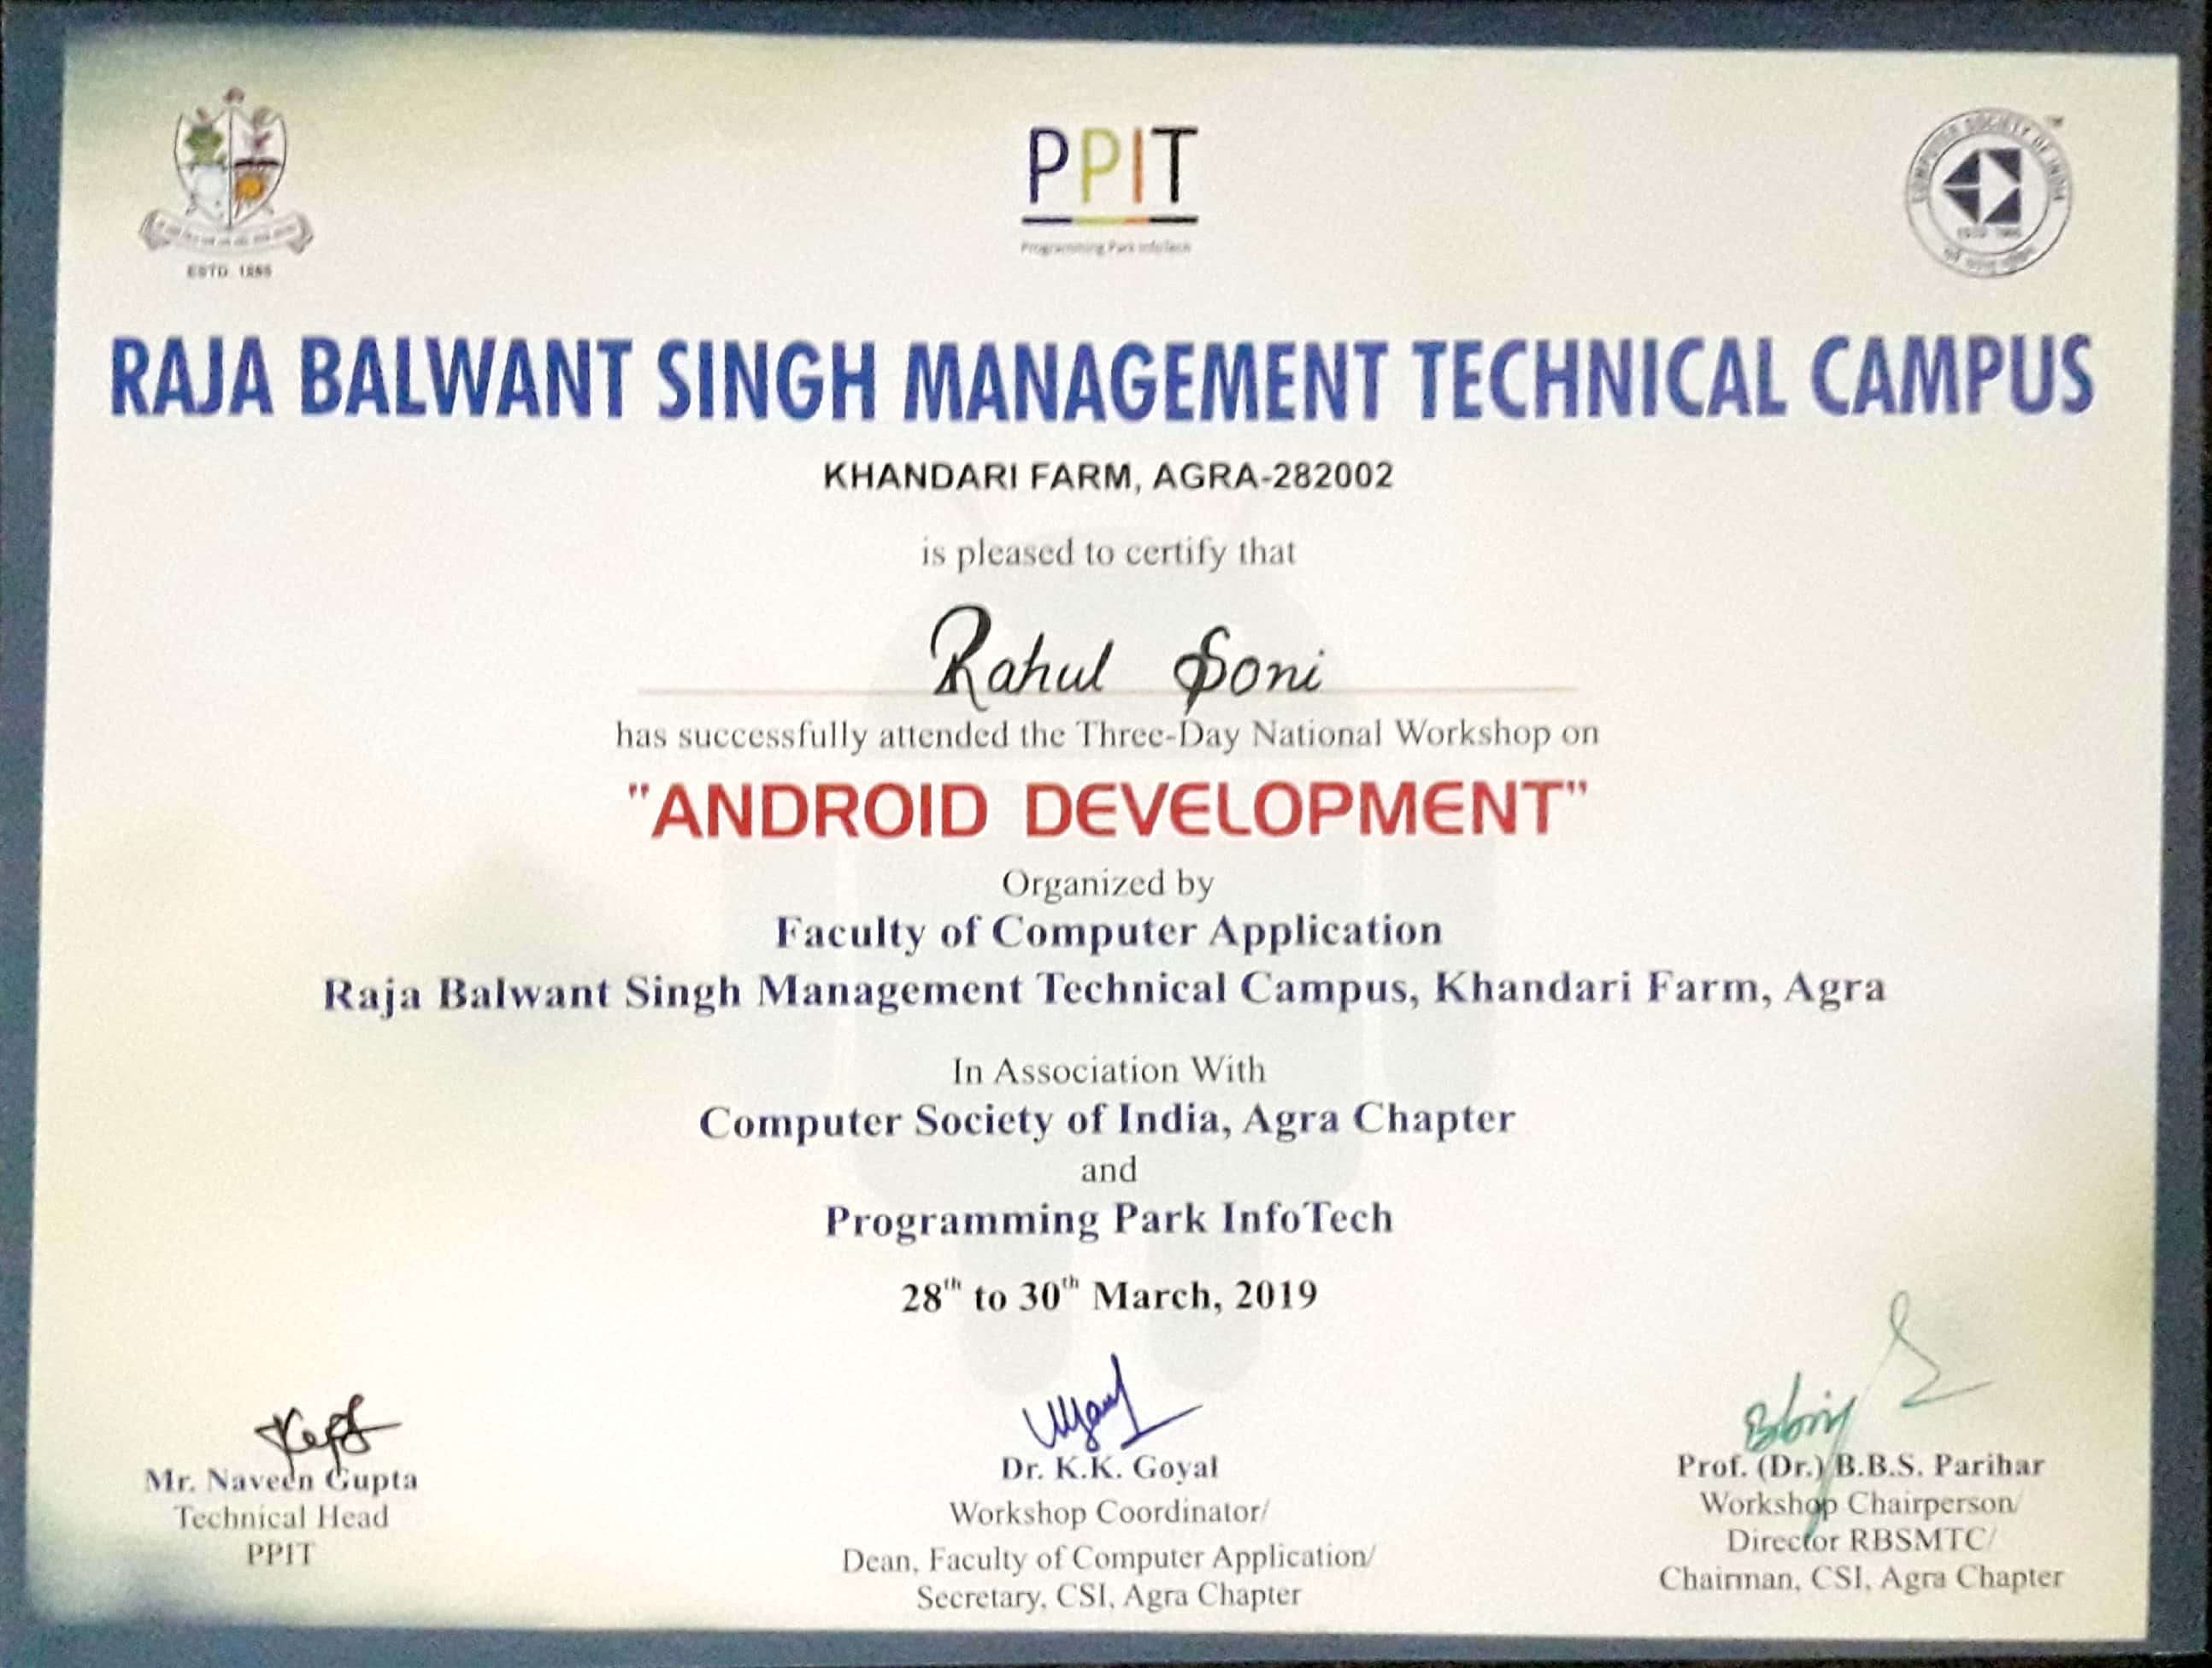 ESTD. 1885
PPIT
Programming Park InfoTech
COMPUTER SOCIETY OF INDIA
ESTD 1965
RAJA BALWANT SINGH MANAGEMENT TECHNICAL CAMPUS
KHANDARI FARM, AGRA-282002
is pleased to certify that
Rahul Soni
has successfully attended the Three-Day National Workshop on
"ANDROID DEVELOPMENT"
Organized by
Faculty of Computer Application
Raja Balwant Singh Management Technical Campus, Khandari Farm, Agra
In Association With
Computer Society of India, Agra Chapter
and
Programming Park InfoTech
28th to 30th March, 2019
Mr. Naveen Gupta
Technical Head
PPIT
Dr. K.K. Goyal
Workshop Coordinator/
Dean, Faculty of Computer Application/
Secretary, CSI, Agra Chapter
Prof. (Dr.) B.B.S. Parihar
Workshop Chairperson/
Director RBSMTC/
Chairman, CSI, Agra Chapter